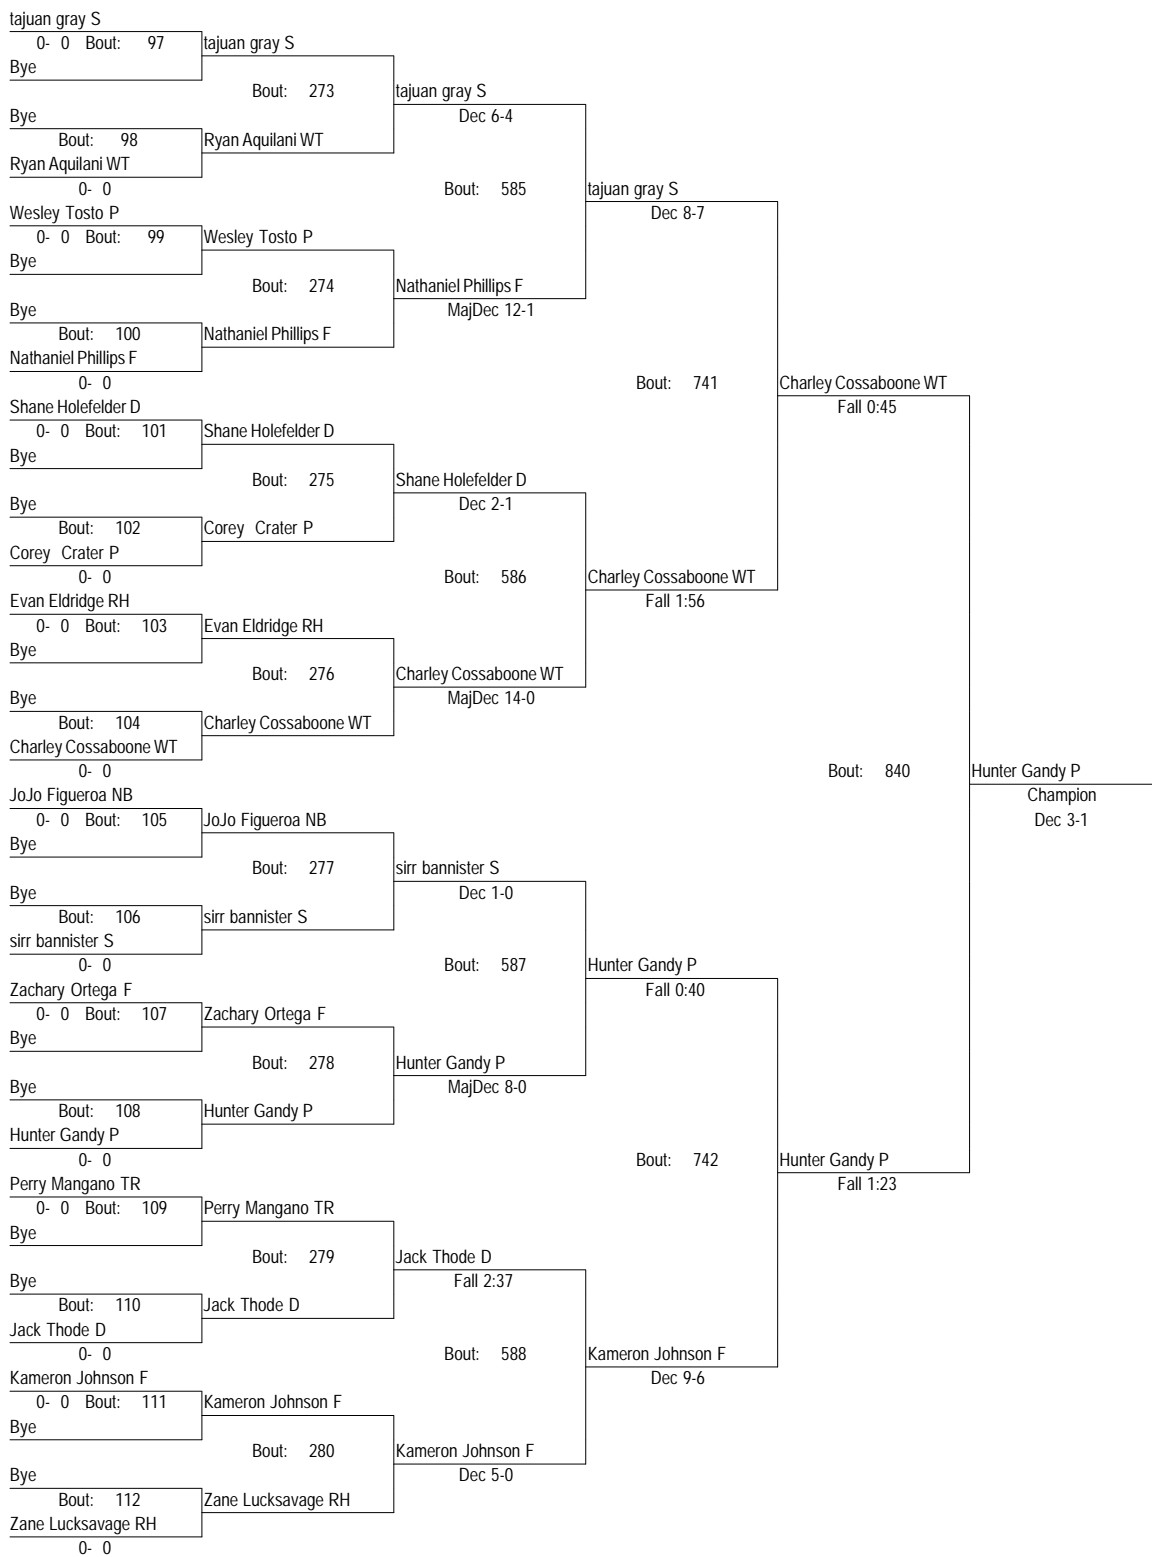 tajuan gray S
0- 0 Bout: 97
tajuan gray S
Bye
Bout: 273
tajuan gray S
Dec 6-4
Bye
Bout: 98
Ryan Aquilani WT
Ryan Aquilani WT
0- 0
Bout: 585
tajuan gray S
Dec 8-7
Wesley Tosto P
0- 0 Bout: 99
Wesley Tosto P
Bye
Bout: 274
Nathaniel Phillips F
MajDec 12-1
Bye
Bout: 100
Nathaniel Phillips F
Nathaniel Phillips F
0- 0
Bout: 741
Charley Cossaboone WT
Fall 0:45
Shane Holefelder D
0- 0 Bout: 101
Shane Holefelder D
Bye
Bout: 275
Shane Holefelder D
Dec 2-1
Bye
Bout: 102
Corey Crater P
Corey Crater P
0- 0
Bout: 586
Charley Cossaboone WT
Fall 1:56
Evan Eldridge RH
0- 0 Bout: 103
Evan Eldridge RH
Bye
Bout: 276
Charley Cossaboone WT
MajDec 14-0
Bye
Bout: 104
Charley Cossaboone WT
Charley Cossaboone WT
0- 0
Bout: 840
Hunter Gandy P
Champion
Dec 3-1
JoJo Figueroa NB
0- 0 Bout: 105
JoJo Figueroa NB
Bye
Bout: 277
sirr bannister S
Dec 1-0
Bye
Bout: 106
sirr bannister S
sirr bannister S
0- 0
Bout: 587
Hunter Gandy P
Fall 0:40
Zachary Ortega F
0- 0 Bout: 107
Zachary Ortega F
Bye
Bout: 278
Hunter Gandy P
MajDec 8-0
Bye
Bout: 108
Hunter Gandy P
Hunter Gandy P
0- 0
Bout: 742
Hunter Gandy P
Fall 1:23
Perry Mangano TR
0- 0 Bout: 109
Perry Mangano TR
Bye
Bout: 279
Jack Thode D
Fall 2:37
Bye
Bout: 110
Jack Thode D
Jack Thode D
0- 0
Bout: 588
Kameron Johnson F
Dec 9-6
Kameron Johnson F
0- 0 Bout: 111
Kameron Johnson F
Bye
Bout: 280
Kameron Johnson F
Dec 5-0
Bye
Bout: 112
Zane Lucksavage RH
Zane Lucksavage RH
0- 0